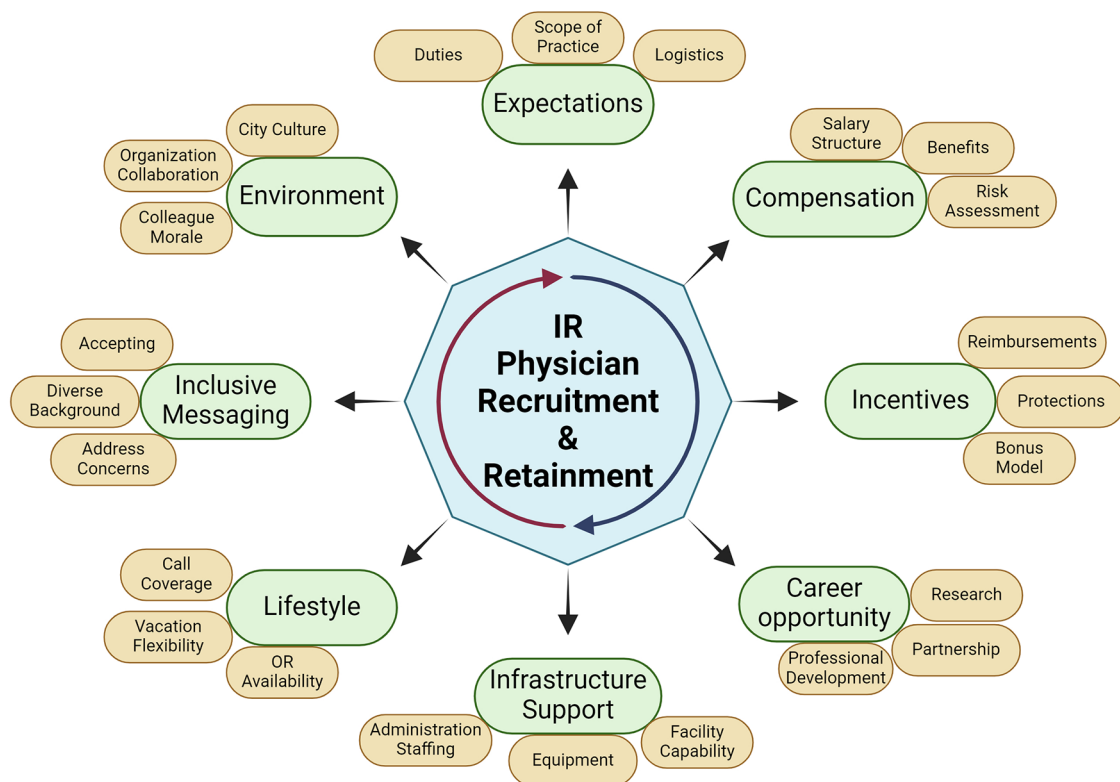 Duties
Scope of
Practice
Logistics
Expectations
Salary
Structure
Benefits
Risk
Assessment
Compensation
Reimbursements
Protections
Bonus
Model
Incentives
Career
opportunity
Research
Partnership
Professional
Development
Infrastructure
Support
Administration
Staffing
Equipment
Facility
Capability
Lifestyle
Call
Coverage
Vacation
Flexibility
OR
Availability
Inclusive
Messaging
Accepting
Diverse
Background
Address
Concerns
Environment
City Culture
Organization
Collaboration
Colleague
Morale
IR
Physician
Recruitment
&
Retainment